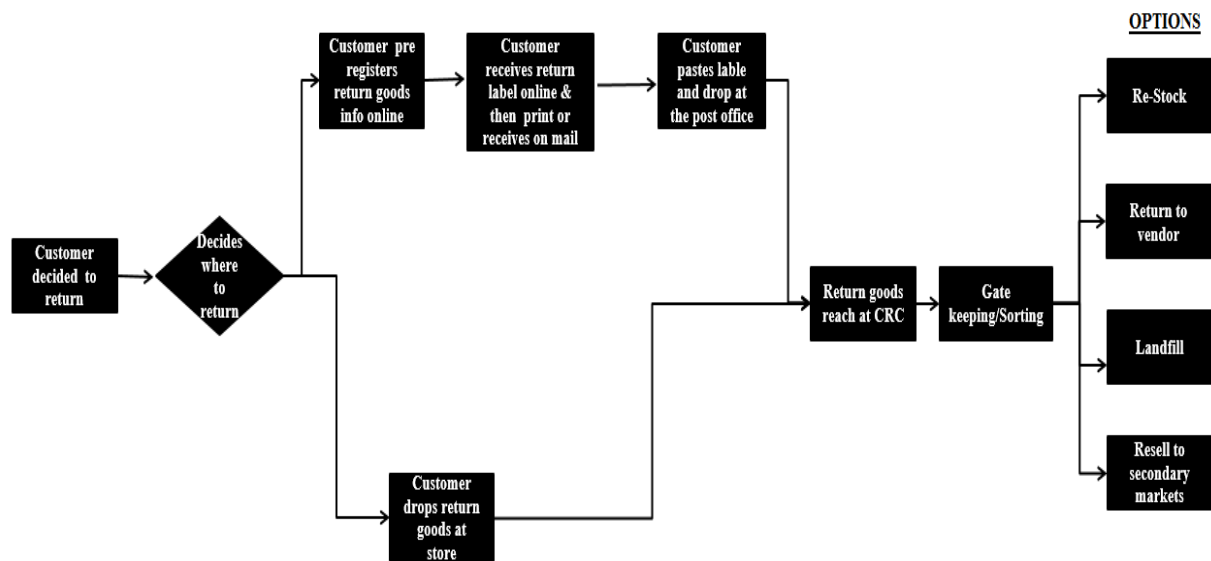 OPTIONS
Customer pre
registers
return goods
info online
Customer
receives return
label online &
then print or
receives on mail
Customer
pastes lable
and drop at
the post office
Re-Stock
Customer
decided to
return
Decides
where
to
return
Return goods
reach at CRC
Gate
keeping/Sorting
Return to
vendor
Landfill
Customer
drops return
goods at
store
Resell to
secondary
markets